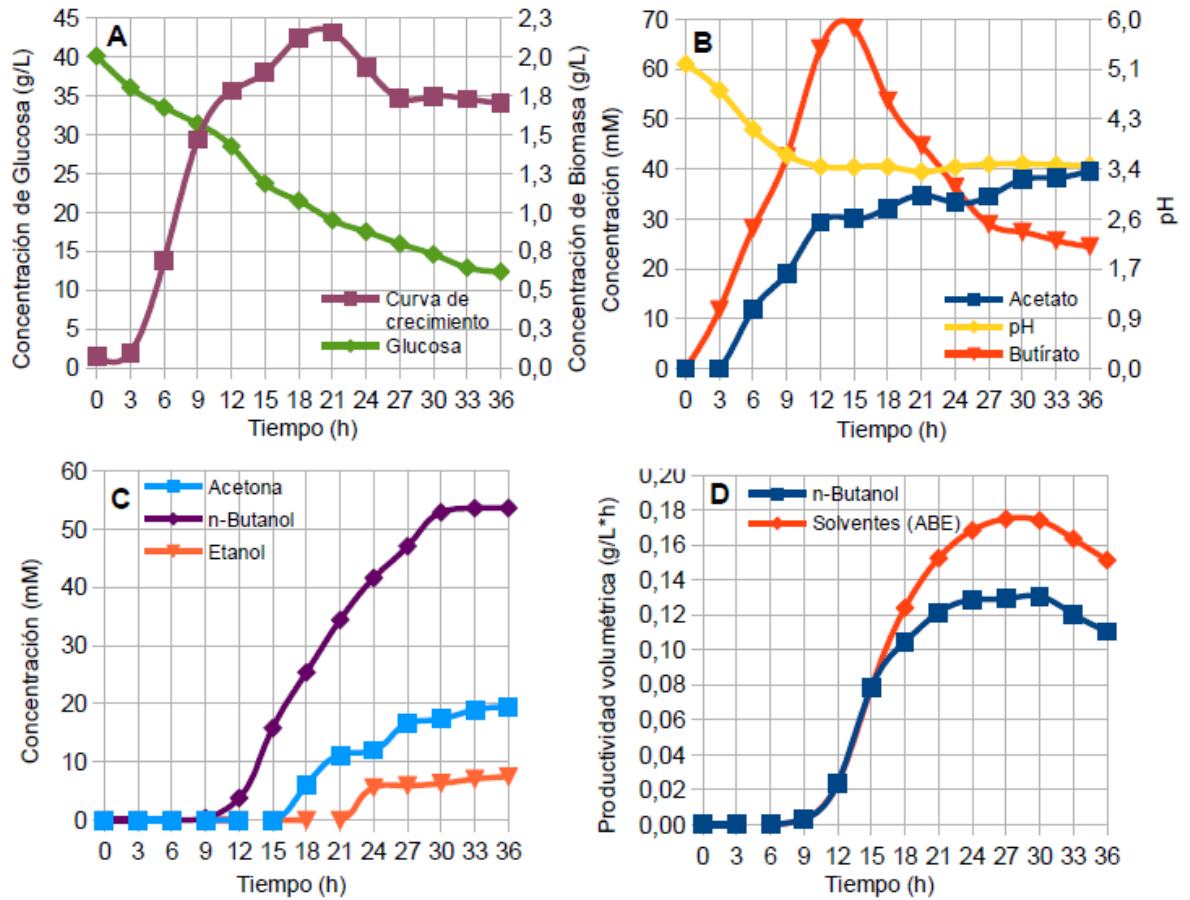 A
Concentración de Glucosa (g/L)
45
40
35
30
25
20
15
10
5
0
2,3
2,0
1,8
1,5
1,3
1,0
0,8
0,5
0,3
0,0
Concentración de Biomasa (g/L)
Curva de
crecimiento
Glucosa
0 3 6 9 12 15 18 21 24 27 30 33 36
Tiempo (h)
B
Concentración (mM)
70
60
50
40
30
20
10
0
6,0
5,1
4,3
3,4
2,6
1,7
0,9
0,0
pH
Acetato
pH
Butírato
0 3 6 9 12 15 18 21 24 27 30 33 36
Tiempo (h)
C
Concentración (mM)
60
50
40
30
20
10
0
Acetona
n-Butanol
Etanol
0 3 6 9 12 15 18 21 24 27 30 33 36
Tiempo (h)
D
Productividad volumétrica (g/L*h)
0,20
0,18
0,16
0,14
0,12
0,10
0,08
0,06
0,04
0,02
0,00
n-Butanol
Solventes (ABE)
0 3 6 9 12 15 18 21 24 27 30 33 36
Tiempo (h)